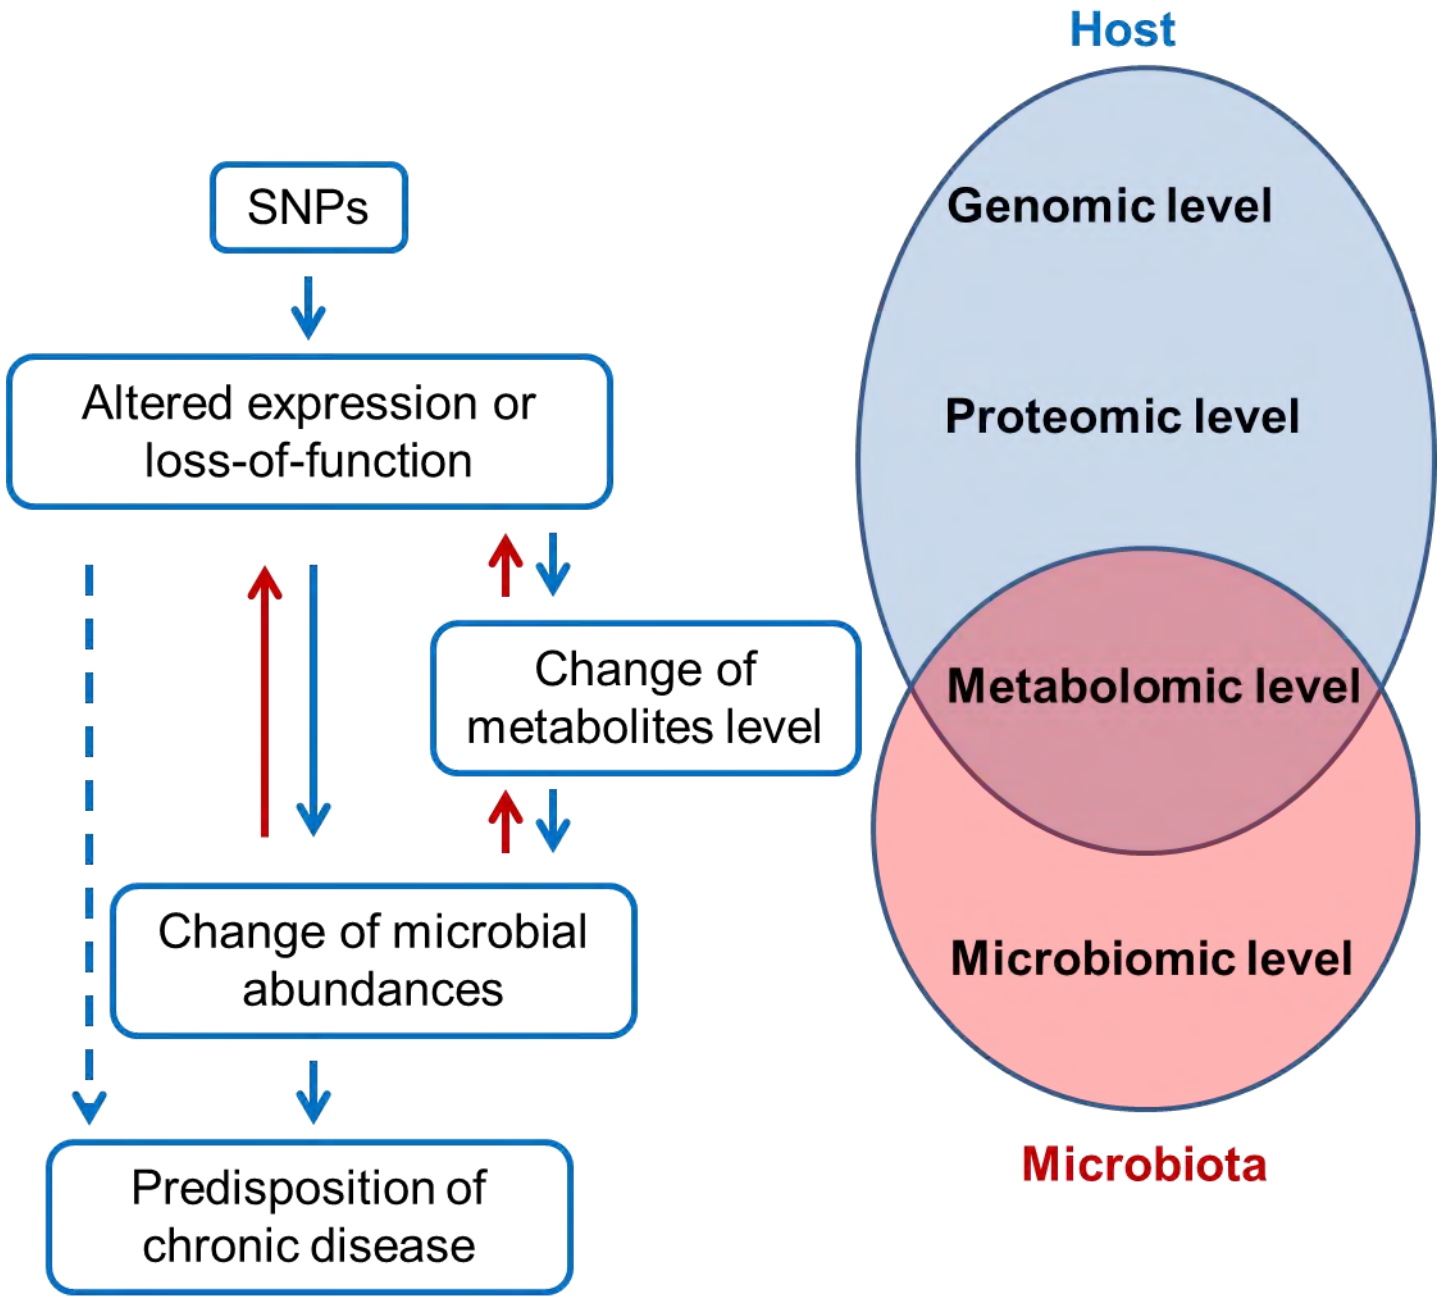 Host
SNPs
Genomic level
Altered expression or
loss-of-function
Proteomic level
Change of
metabolites level
Metabolomic level
Change of microbial
abundances
Microbiomic level
Predisposition of
chronic disease
Microbiota